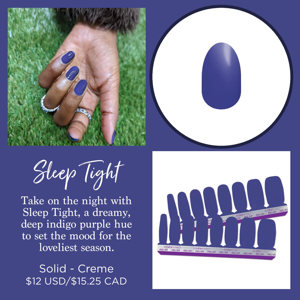 Sleep Tight
Take on the night with
Sleep Tight, a dreamy,
deep indigo purple hue
to set the mood for the
loveliest season.
Solid - Creme
$12 USD/$15.25 CAD